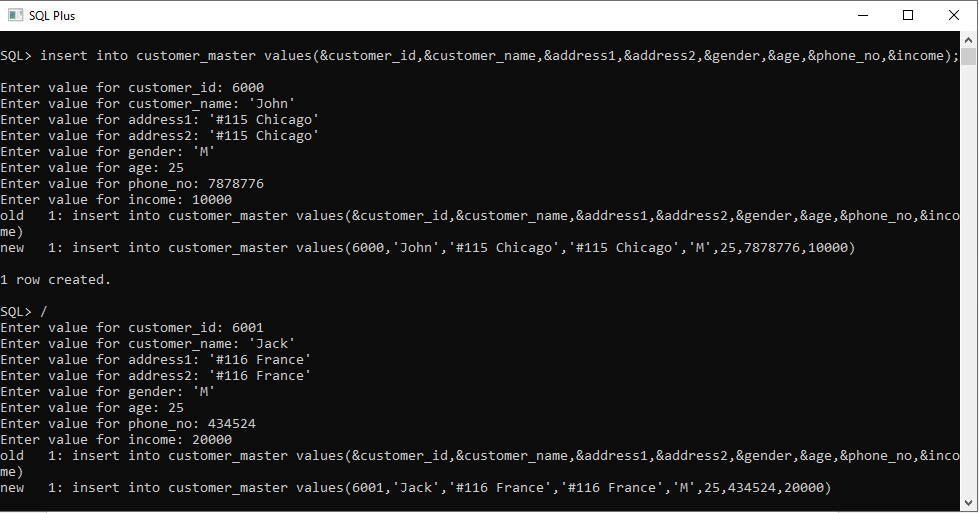 SQL Plus
SQL> insert into customer_master values(&customer_id,&customer_name,&address1,&address2,&gender,&age,&phone_no,&income);
Enter value for customer_id: 6000
Enter value for customer_name: 'John'
Enter value for address1: '#115 Chicago'
Enter value for address2: '#115 Chicago'
Enter value for gender: 'M'
Enter value for age: 25
Enter value for phone_no: 7878776
Enter value for income: 10000
old   1: insert into customer_master values(&customer_id,&customer_name,&address1,&address2,&gender,&age,&phone_no,&inco
me)
new   1: insert into customer_master values(6000,'John','#115 Chicago','#115 Chicago','M',25,7878776,10000)
1 row created.
SQL> /
Enter value for customer_id: 6001
Enter value for customer_name: 'Jack'
Enter value for address1: '#116 France'
Enter value for address2: '#116 France'
Enter value for gender: 'M'
Enter value for age: 25
Enter value for phone_no: 434524
Enter value for income: 20000
old   1: insert into customer_master values(&customer_id,&customer_name,&address1,&address2,&gender,&age,&phone_no,&inco
me)
new   1: insert into customer_master values(6001,'Jack','#116 France','#116 France','M',25,434524,20000)